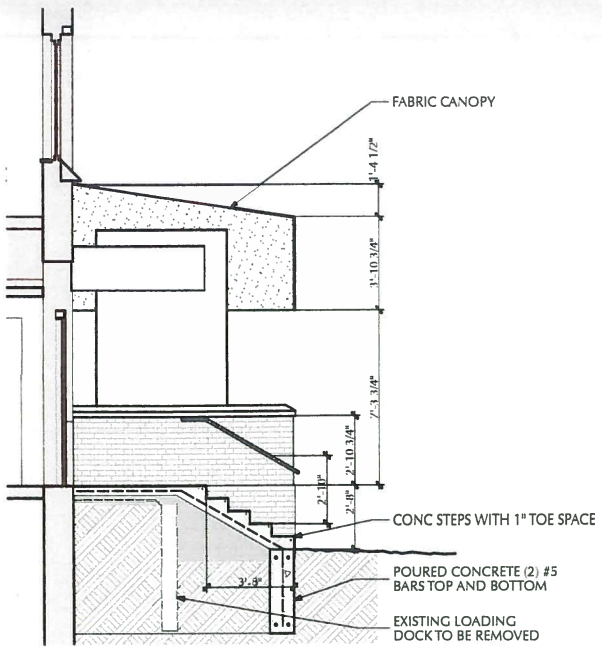 FABRIC CANOPY
1'-4 1/2"
3'-10 3/4"
7'-3 3/4"
2'-10 3/4"
2'-10"
2'-8"
CONC STEPS WITH 1" TOE SPACE
3'-8"
POURED CONCRETE (2) #5
BARS TOP AND BOTTOM
EXISTING LOADING
DOCK TO BE REMOVED